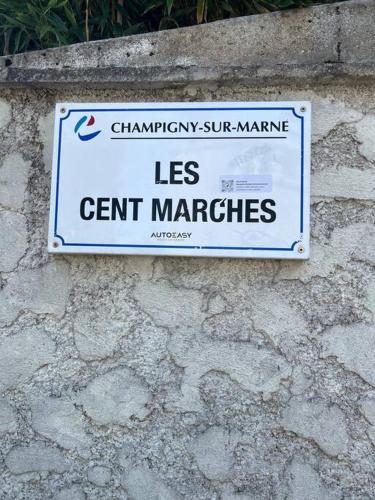 CHAMPIGNY-SUR-MARNE
LES
CENT MARCHES
AUTOEASY